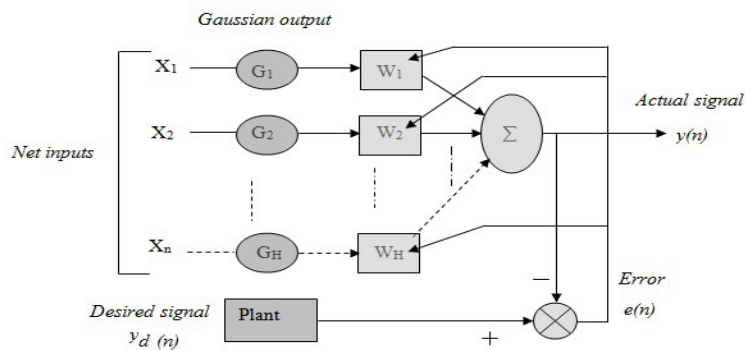 Gaussian output
X1 G1 W1
X2 G2 W2
Σ
Actual signal
y(n)
Net inputs
Xn GH WH
−
Error
e(n)
Desired signal
yd (n)
Plant
+